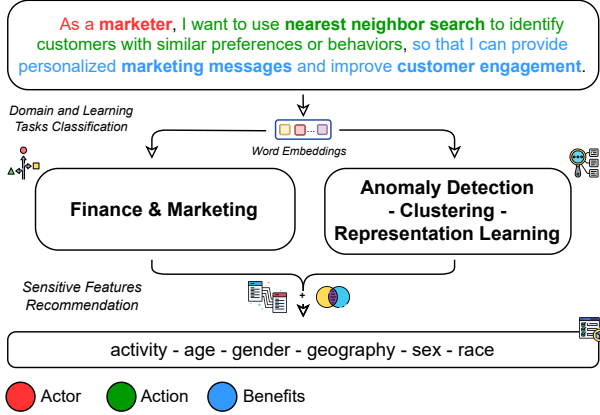 As a marketer, I want to use nearest neighbor search to identify
customers with similar preferences or behaviors, so that I can provide
personalized marketing messages and improve customer engagement.
Domain and Learning
Tasks Classification
...
Word Embeddings
Finance & Marketing
Anomaly Detection
- Clustering -
Representation Learning
Sensitive Features
Recommendation
+
activity - age - gender - geography - sex - race
Actor
Action
Benefits